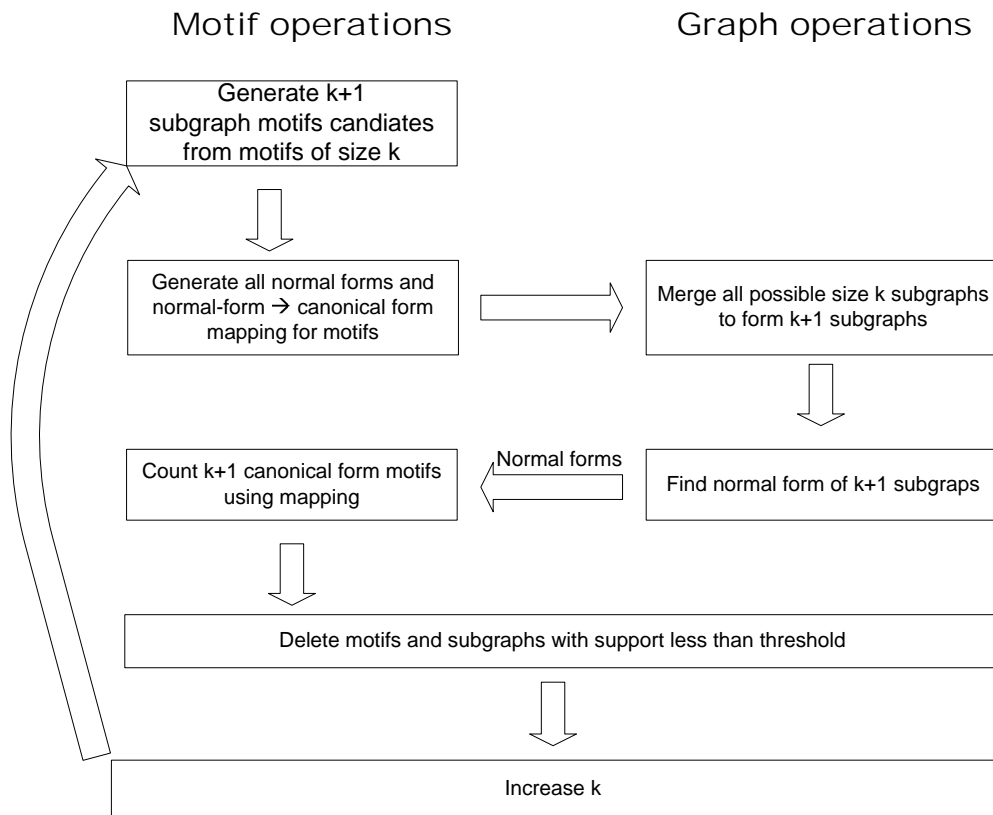 Motif operations
Graph operations
Generate k+1
subgraph motifs candiates
from motifs of size k
Generate all normal forms and
normal-form → canonical form
mapping for motifs
Merge all possible size k subgraphs
to form k+1 subgraphs
Count k+1 canonical form motifs
using mapping
Normal forms
Find normal form of k+1 subgraps
Delete motifs and subgraphs with support less than threshold
Increase k